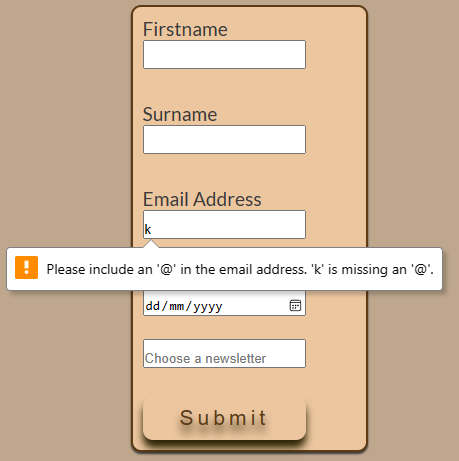 Firstname
Surname
Email Address
k
Please include an '@' in the email address. 'k' is missing an '@'.
dd/mm/yyyy
Choose a newsletter
Submit